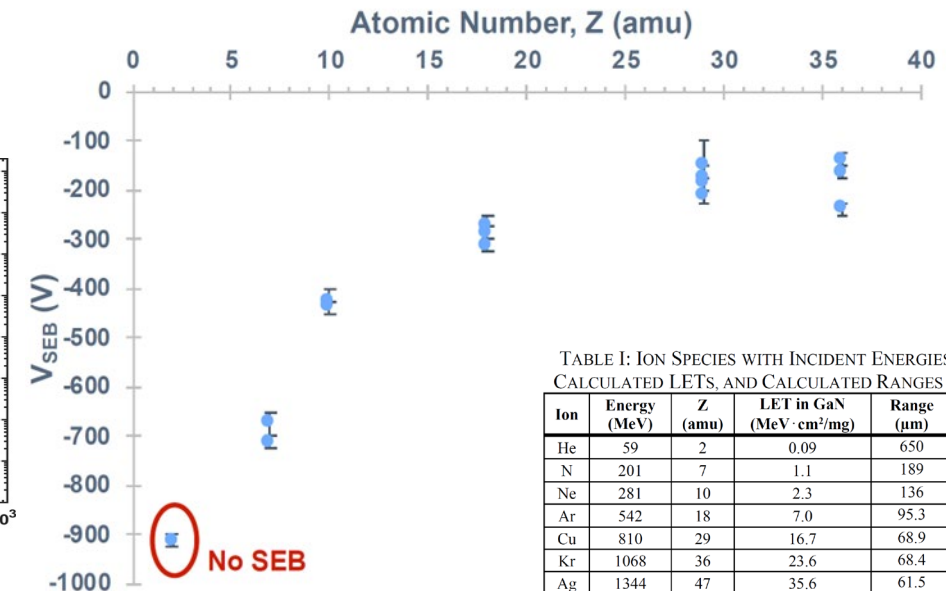 Atomic Number, Z (amu)
0 5 10 15 20 25 30 35 40
0
-100
-200
-300
-400
-500
-600
-700
-800
-900
-1000
V_SEB (V)
No SEB
0³
TABLE I: ION SPECIES WITH INCIDENT ENERGIES
CALCULATED LETS, AND CALCULATED RANGES
Ion Energy (MeV) Z (amu) LET in GaN (MeV·cm²/mg) Range (µm)
He 59 2 0.09 650
N 201 7 1.1 189
Ne 281 10 2.3 136
Ar 542 18 7.0 95.3
Cu 810 29 16.7 68.9
Kr 1068 36 23.6 68.4
Ag 1344 47 35.6 61.5